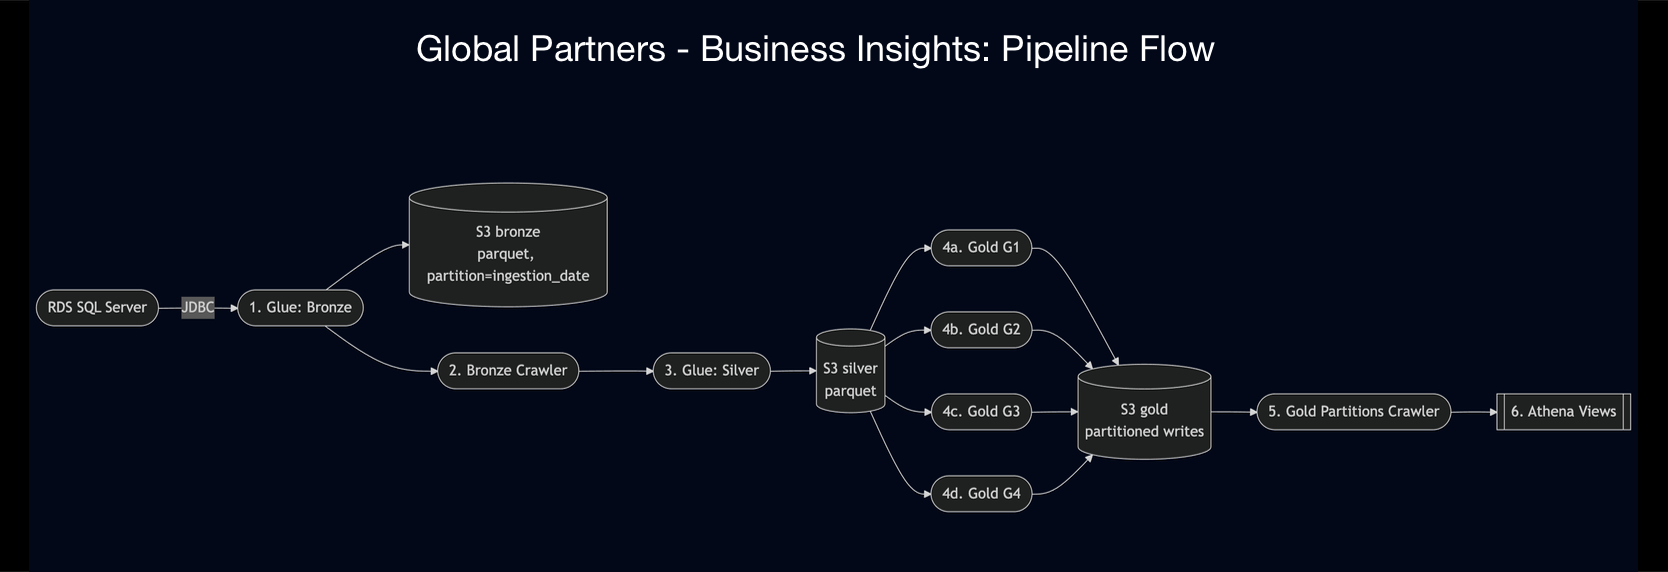 Global Partners - Business Insights: Pipeline Flow
RDS SQL Server
JDBC
1. Glue: Bronze
S3 bronze
parquet,
partition=ingestion_date
2. Bronze Crawler
3. Glue: Silver
S3 silver
parquet
4a. Gold G1
4b. Gold G2
4c. Gold G3
4d. Gold G4
S3 gold
partitioned writes
5. Gold Partitions Crawler
6. Athena Views